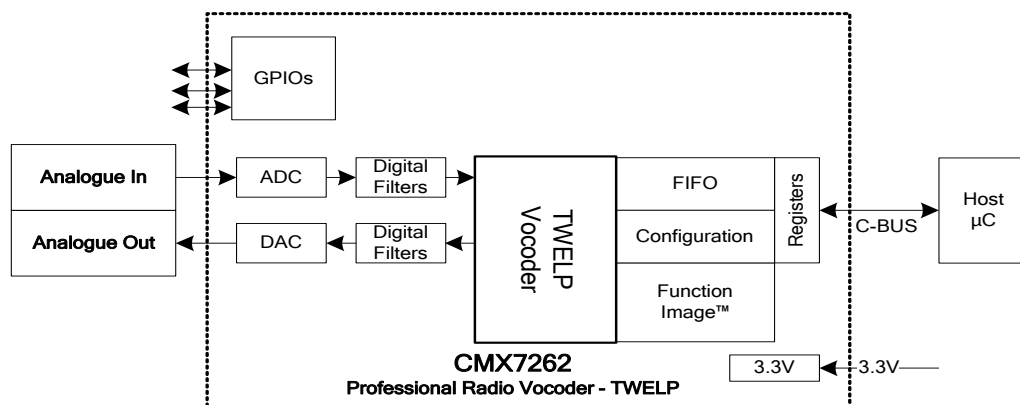 GPIOs
Analogue In
ADC
Digital
Filters
TWELP
Vocoder
FIFO
Registers
Host
µC
Analogue Out
DAC
Digital
Filters
Configuration
C-BUS
Function
Image™
CMX7262
Professional Radio Vocoder - TWELP
3.3V
3.3V